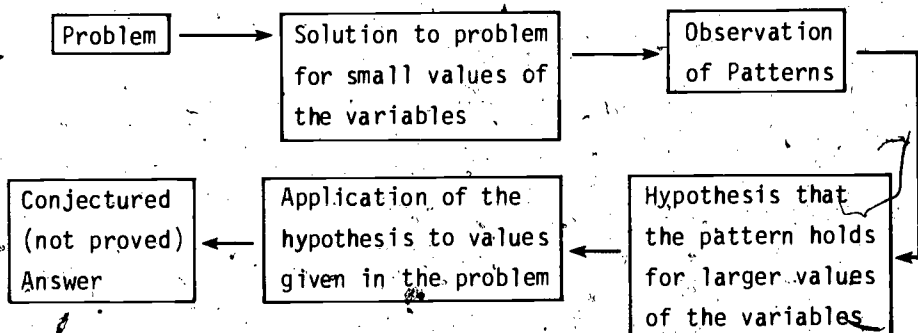 Problem
Solution to problem
for small values of
the variables
Observation
of Patterns
Hypothesis that
the pattern holds
for larger values
of the variables
Application of the
hypothesis to values
given in the problem
Conjectured
(not proved)
Answer